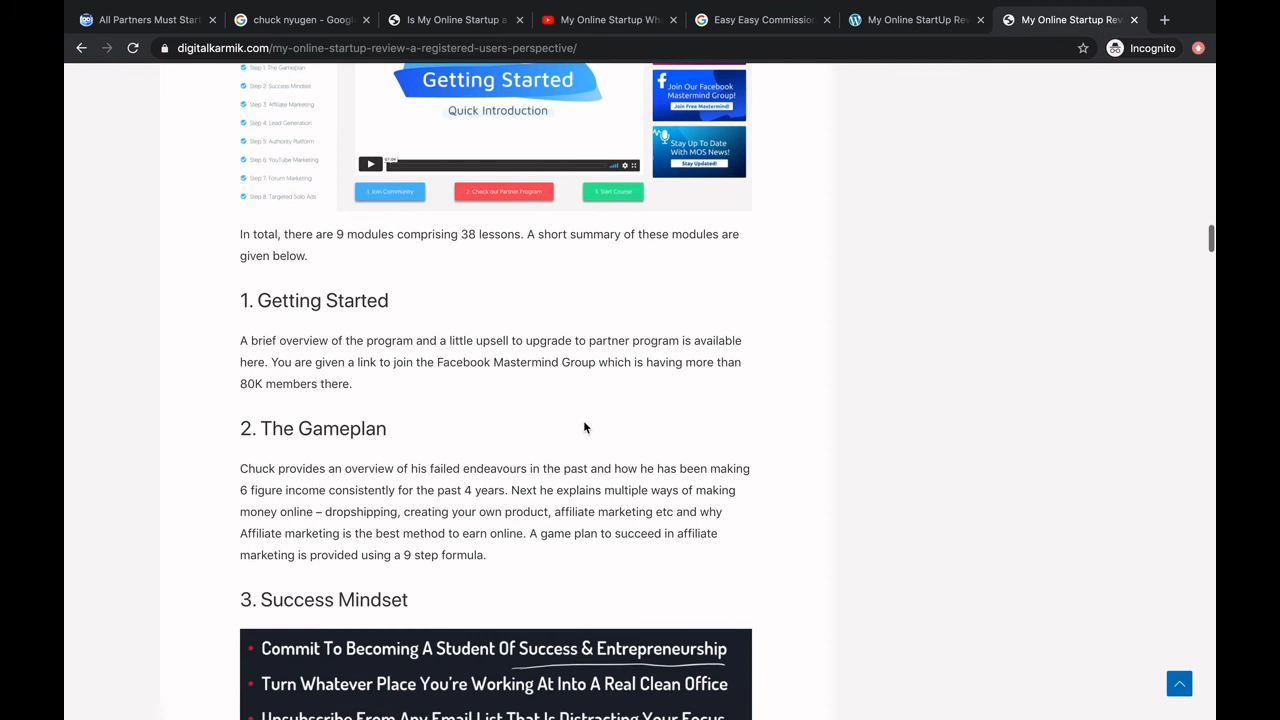 All Partners Must Start
chuck nyugen - Googl
Is My Online Startup a
My Online Startup Wh
Easy Easy Commission
My Online StartUp Rev
My Online Startup Rev
digitalkarmik.com/my-online-startup-review-a-registered-users-perspective/
Incognito
Step 1: The Gameplan
Step 2: Success Mindset
Step 3: Affiliate Marketing
Step 4: Lead Generation
Step 5: Authority Platform
Step 6: YouTube Marketing
Step 7: Forum Marketing
Step 8: Targeted Solo Ads
Getting Started
Quick Introduction
1. Join Community
2. Check out Partner Program
3. Start Course
Join Our Facebook
Mastermind Group!
Join Free Mastermind!
Stay Up To Date
With MOS News!
Stay Updated!
In total, there are 9 modules comprising 38 lessons. A short summary of these modules are
given below.
1. Getting Started
A brief overview of the program and a little upsell to upgrade to partner program is available
here. You are given a link to join the Facebook Mastermind Group which is having more than
80K members there.
2. The Gameplan
Chuck provides an overview of his failed endeavours in the past and how he has been making
6 figure income consistently for the past 4 years. Next he explains multiple ways of making
money online – dropshipping, creating your own product, affiliate marketing etc and why
Affiliate marketing is the best method to earn online. A game plan to succeed in affiliate
marketing is provided using a 9 step formula.
3. Success Mindset
Commit To Becoming A Student Of Success & Entrepreneurship
Turn Whatever Place You're Working At Into A Real Clean Office
Unsubscribe From Any Email List That Is Distracting Your Focus